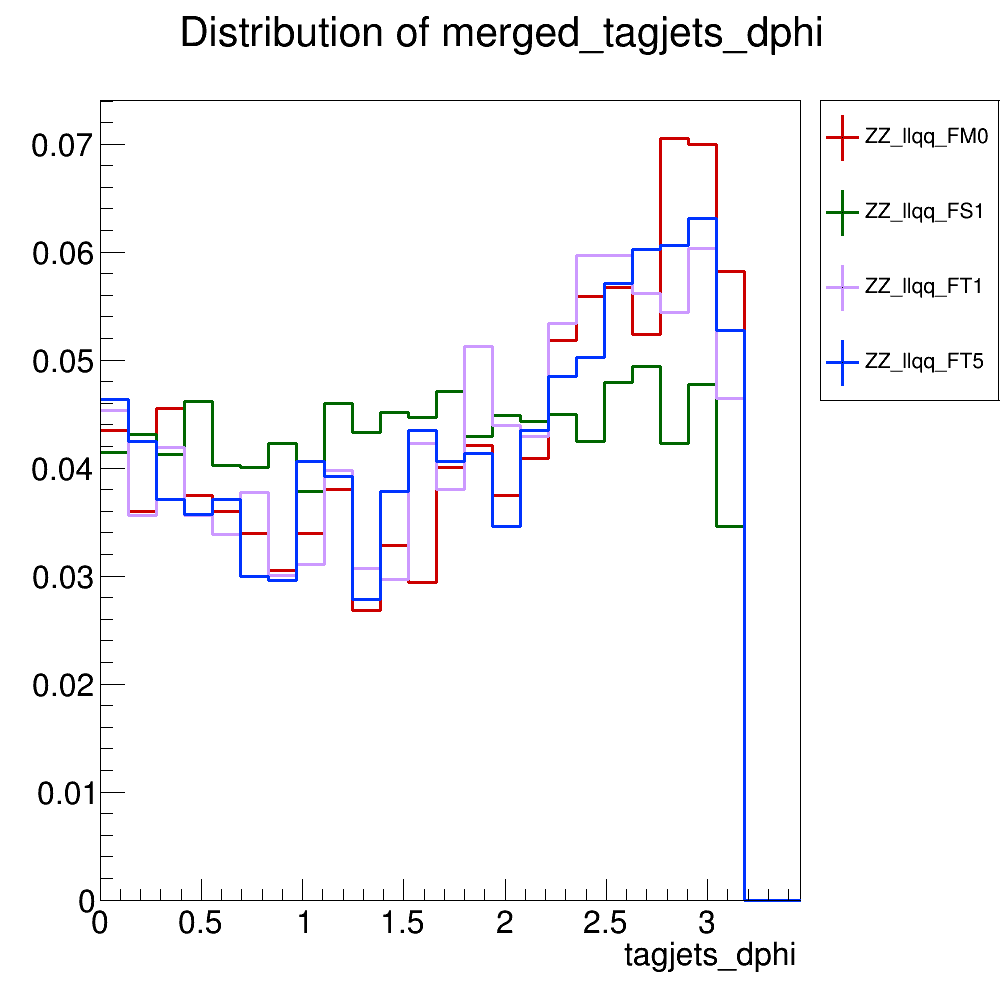 Distribution of merged_tagjets_dphi
0.07
0.06
0.05
0.04
0.03
0.02
0.01
0
0 0.5 1 1.5 2 2.5 3
tagjets_dphi
ZZ_llqq_FM0
ZZ_llqq_FS1
ZZ_llqq_FT1
ZZ_llqq_FT5